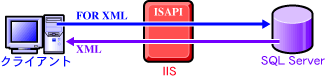 FOR XML
ISAPI
XML
クライアント
IIS
SQL Server